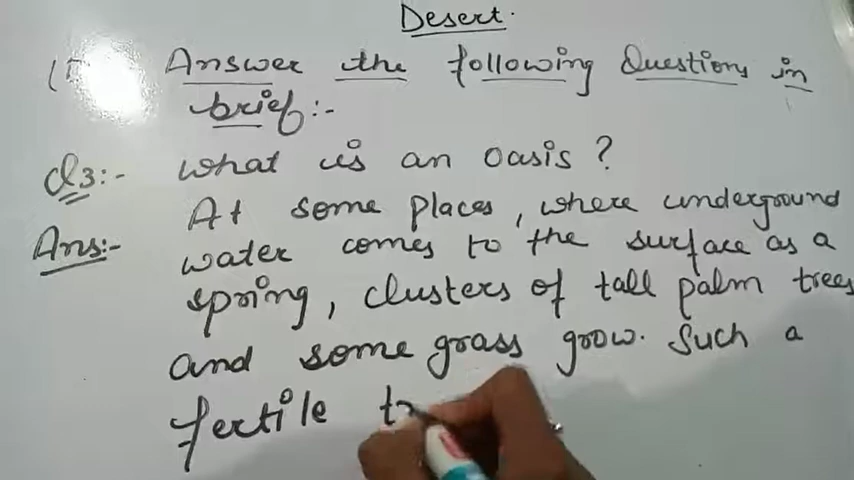 Desert.
Answer the following Questions in
brief:-
Q3:- What is an oasis?
Ans:- At some places, where underground
water comes to the surface as a
spring, clusters of tall palm trees
and some grass grow. Such a
fertile